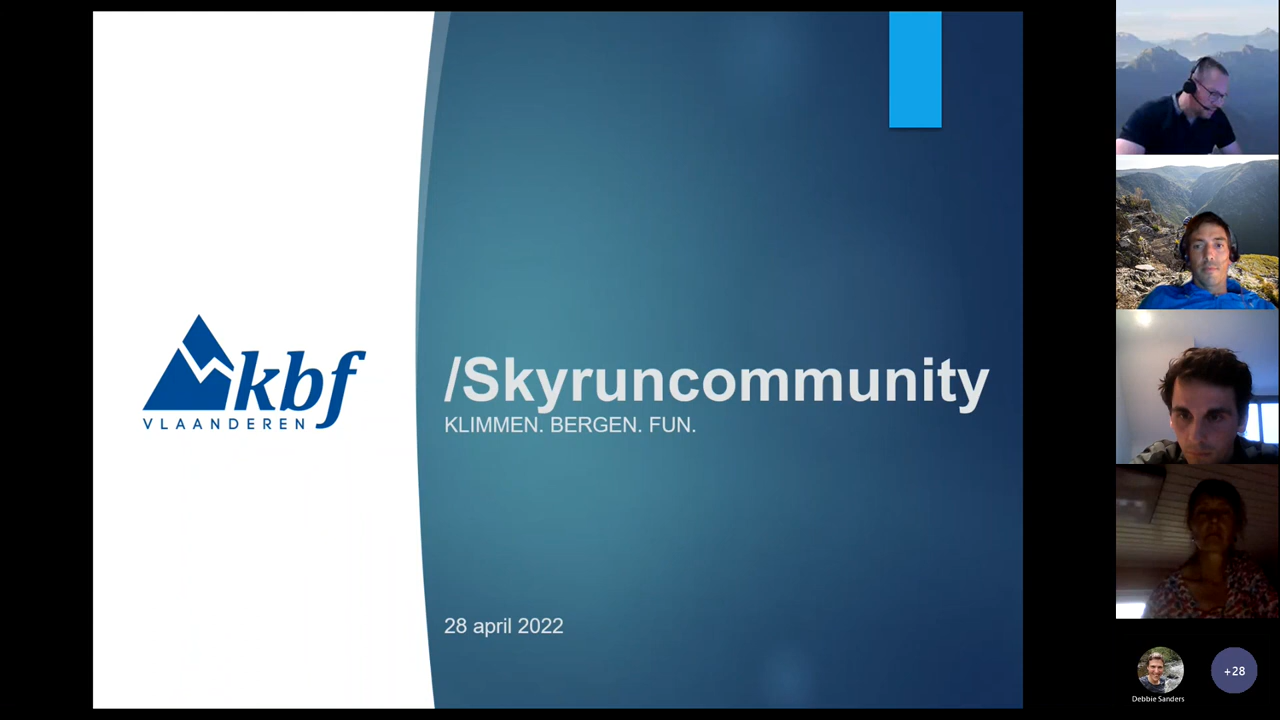 kbf
VLAANDEREN
/Skyruncommunity
KLIMMEN. BERGEN. FUN.
28 april 2022
Debbie Sanders
+28